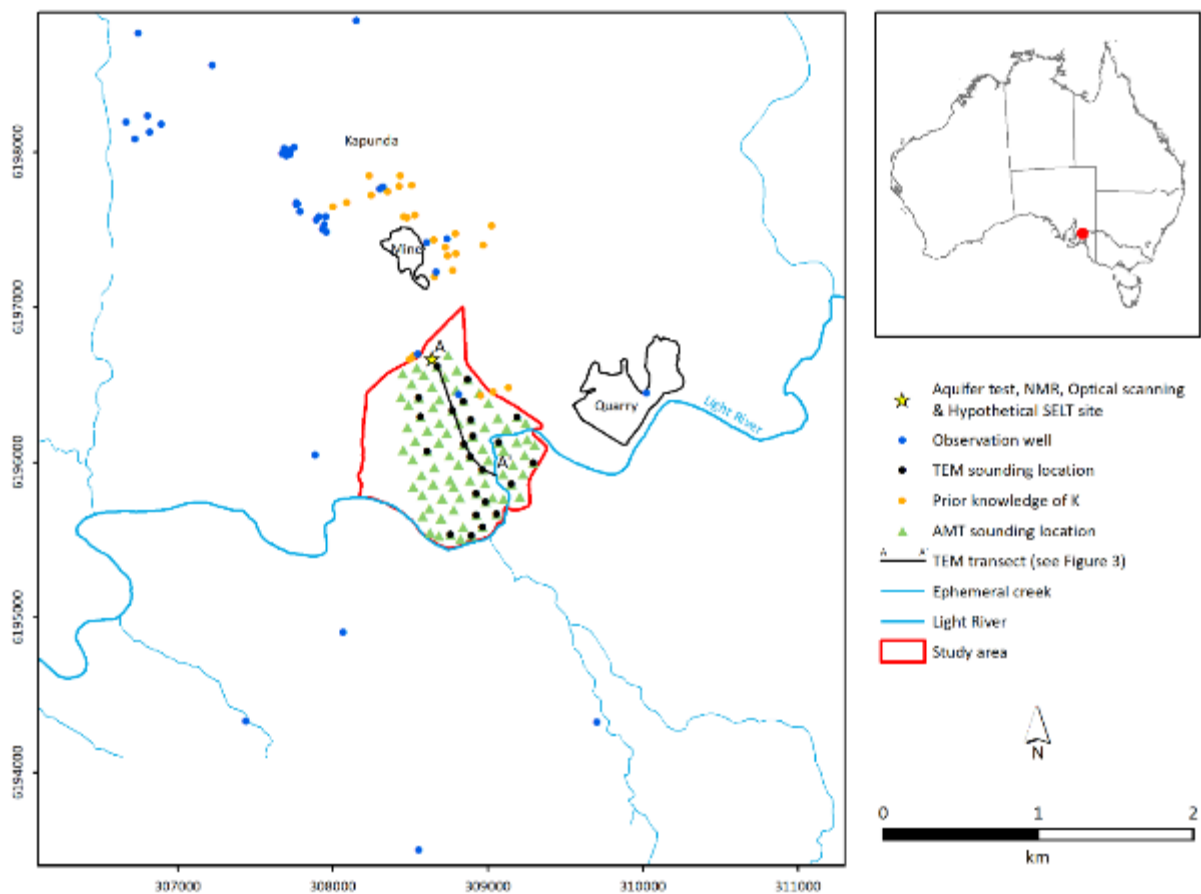 Kapunda
Mine
A
A'
Quarry
Light River
6198000
6197000
6196000
6195000
6194000
307000
308000
309000
310000
311000
Aquifer test, NMR, Optical scanning
& Hypothetical SELT site
Observation well
TEM sounding location
Prior knowledge of K
AMT sounding location
A A' TEM transect (see Figure 3)
Ephemeral creek
Light River
Study area
N
0 1 2
km